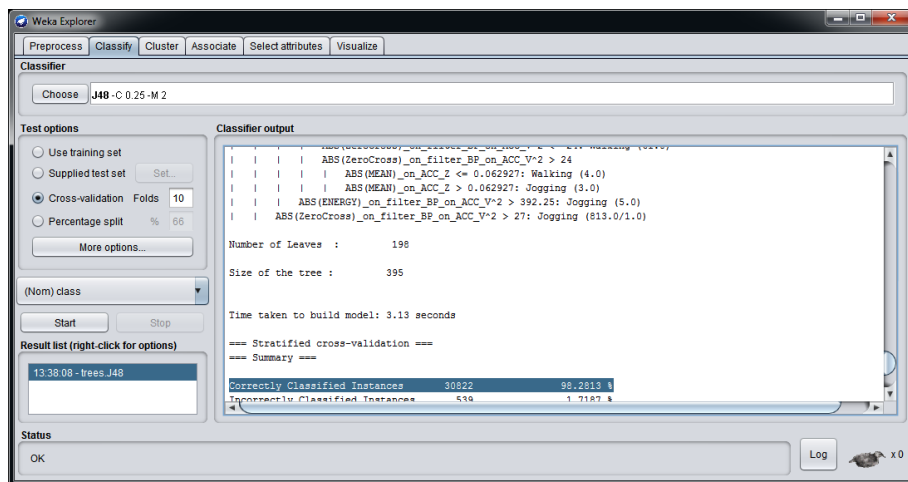 Weka Explorer
Preprocess Classify Cluster Associate Select attributes Visualize
Classifier
Choose J48 -C 0.25 -M 2
Test options
Use training set
Supplied test set Set...
Cross-validation Folds 10
Percentage split % 66
More options...
(Nom) class
Start Stop
Result list (right-click for options)
13:38:08 - trees.J48
Classifier output
| | | | ABS(ZeroCross)_on_filter_BP_on_ACC_V^2 > 24
| | | | | ABS(MEAN)_on_ACC_Z <= 0.062927: Walking (4.0)
| | | | | ABS(MEAN)_on_ACC_Z > 0.062927: Jogging (3.0)
| | | ABS(ENERGY)_on_filter_BP_on_ACC_V^2 > 392.25: Jogging (5.0)
| | ABS(ZeroCross)_on_filter_BP_on_ACC_V^2 > 27: Jogging (813.0/1.0)
Number of Leaves : 198
Size of the tree : 395
Time taken to build model: 3.13 seconds
=== Stratified cross-validation ===
=== Summary ===
Correctly Classified Instances 30822 98.2813 %
Incorrectly Classified Instances 539 1.7187 %
Status
OK
Log x 0